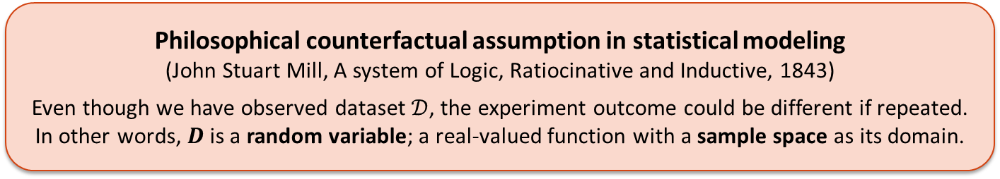 Philosophical counterfactual assumption in statistical modeling
(John Stuart Mill, A system of Logic, Ratiocinative and Inductive, 1843)
Even though we have observed dataset 𝒟, the experiment outcome could be different if repeated.
In other words, 𝑫 is a random variable; a real-valued function with a sample space as its domain.